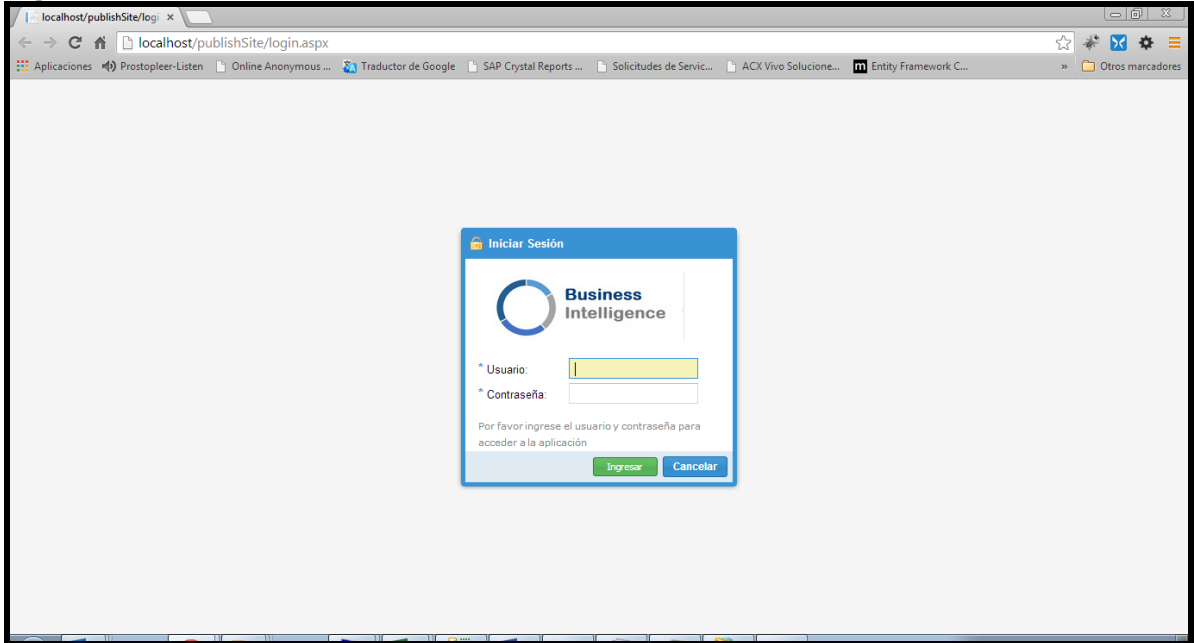 localhost/publishSite/logi
localhost/publishSite/login.aspx
Aplicaciones Prostopleer-Listen Online Anonymous ... Traductor de Google SAP Crystal Reports ... Solicitudes de Servic... ACX Vivo Solucione... m Entity Framework C... » Otros marcadores
Iniciar Sesión
Business
Intelligence
* Usuario:
* Contraseña:
Por favor ingrese el usuario y contraseña para
acceder a la aplicación
Ingresar Cancelar